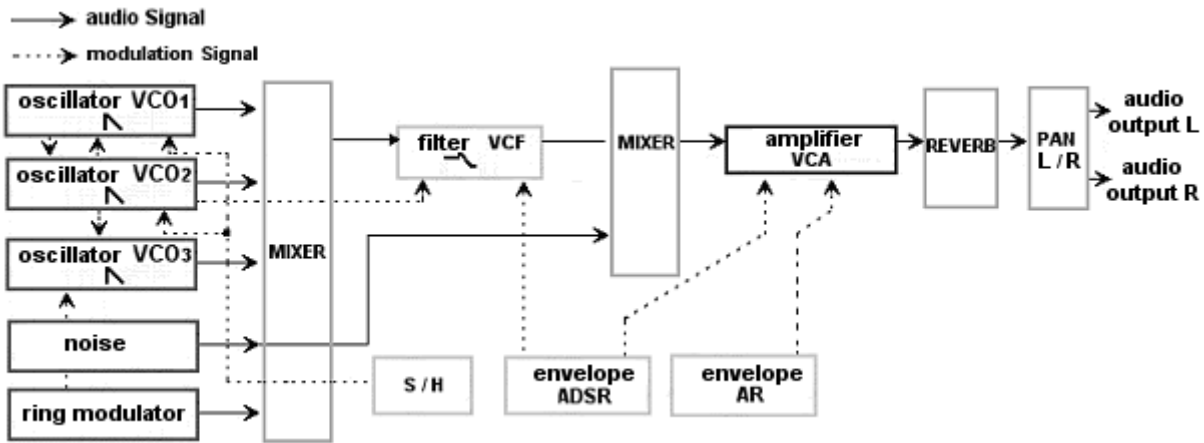 audio Signal
modulation Signal
oscillator VCO1
oscillator VCO2
oscillator VCO3
noise
ring modulator
MIXER
filter VCF
S / H
envelope
ADSR
MIXER
envelope
AR
amplifier
VCA
REVERB
PAN
L / R
audio
output L
audio
output R